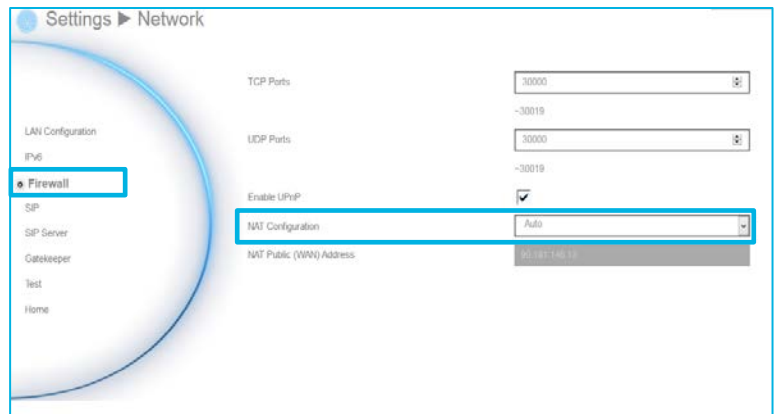 Settings ▶ Network
TCP Ports
30000
~30019
LAN Configuration
UDP Ports
30000
IPv6
~30019
Firewall
Enable UPnP
SIP
NAT Configuration
Auto
SIP Server
Gatekeeper
NAT Public (WAN) Address
Test
Home